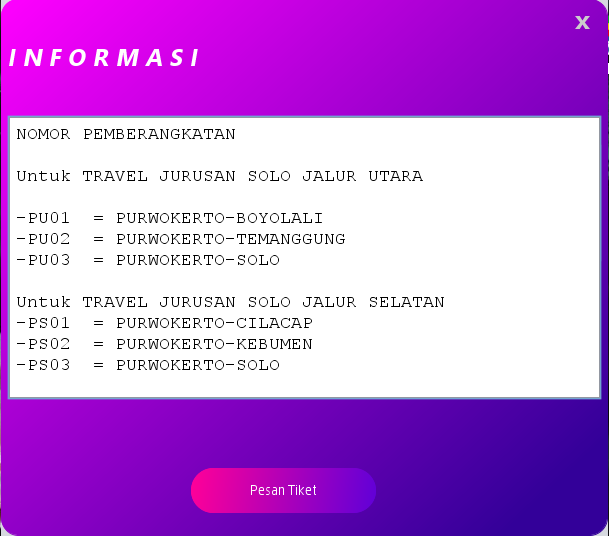 X
INFORMASI
NOMOR PEMBERANGKATAN
Untuk TRAVEL JURUSAN SOLO JALUR UTARA
-PU01 = PURWOKERTO-BOYOLALI
-PU02 = PURWOKERTO-TEMANGGUNG
-PU03 = PURWOKERTO-SOLO
Untuk TRAVEL JURUSAN SOLO JALUR SELATAN
-PS01 = PURWOKERTO-CILACAP
-PS02 = PURWOKERTO-KEBUMEN
-PS03 = PURWOKERTO-SOLO
Pesan Tiket